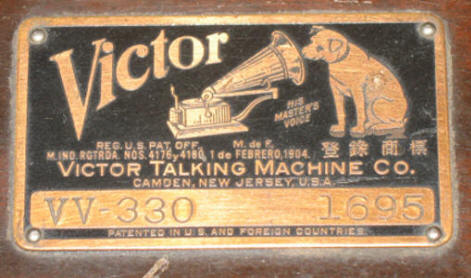 Victor
HIS
MASTER'S
VOICE
REG. U.S. PAT. OFF. M. de F.
M. IND. RGTRDA. NOS. 4176 y 4180, 1 de FEBRERO, 1904. 登錄商標
VICTOR TALKING MACHINE CO.
CAMDEN, NEW JERSEY, U.S.A.
VV-330 1695
PATENTED IN U.S. AND FOREIGN COUNTRIES.